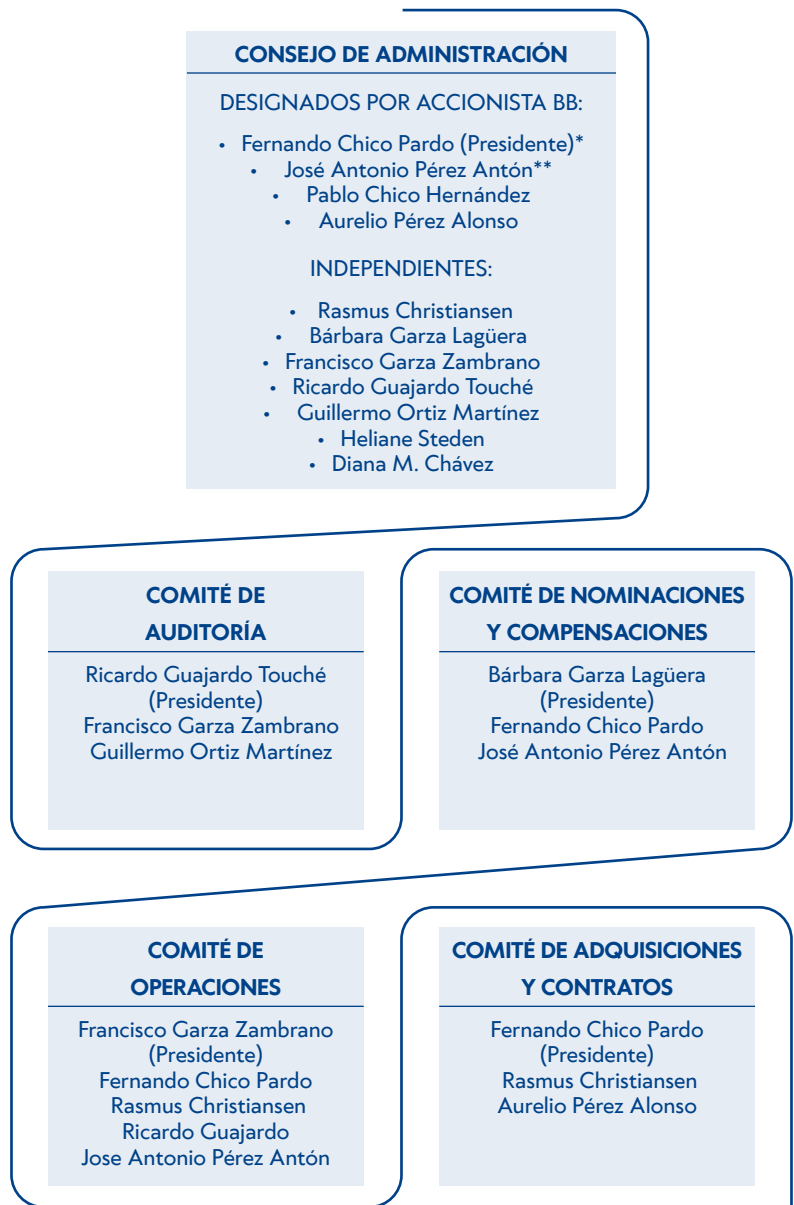 CONSEJO DE ADMINISTRACIÓN
DESIGNADOS POR ACCIONISTA BB:
• Fernando Chico Pardo (Presidente)*
• José Antonio Pérez Antón**
• Pablo Chico Hernández
• Aurelio Pérez Alonso
INDEPENDIENTES:
• Rasmus Christiansen
• Bárbara Garza Lagüera
• Francisco Garza Zambrano
• Ricardo Guajardo Touché
• Guillermo Ortiz Martínez
• Heliane Steden
• Diana M. Chávez
COMITÉ DE
AUDITORÍA
Ricardo Guajardo Touché
(Presidente)
Francisco Garza Zambrano
Guillermo Ortiz Martínez
COMITÉ DE NOMINACIONES
Y COMPENSACIONES
Bárbara Garza Lagüera
(Presidente)
Fernando Chico Pardo
José Antonio Pérez Antón
COMITÉ DE
OPERACIONES
Francisco Garza Zambrano
(Presidente)
Fernando Chico Pardo
Rasmus Christiansen
Ricardo Guajardo
Jose Antonio Pérez Antón
COMITÉ DE ADQUISICIONES
Y CONTRATOS
Fernando Chico Pardo
(Presidente)
Rasmus Christiansen
Aurelio Pérez Alonso